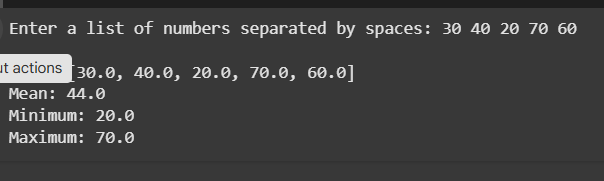 Enter a list of numbers separated by spaces: 30 40 20 70 60
ut actions
[30.0, 40.0, 20.0, 70.0, 60.0]
Mean: 44.0
Minimum: 20.0
Maximum: 70.0